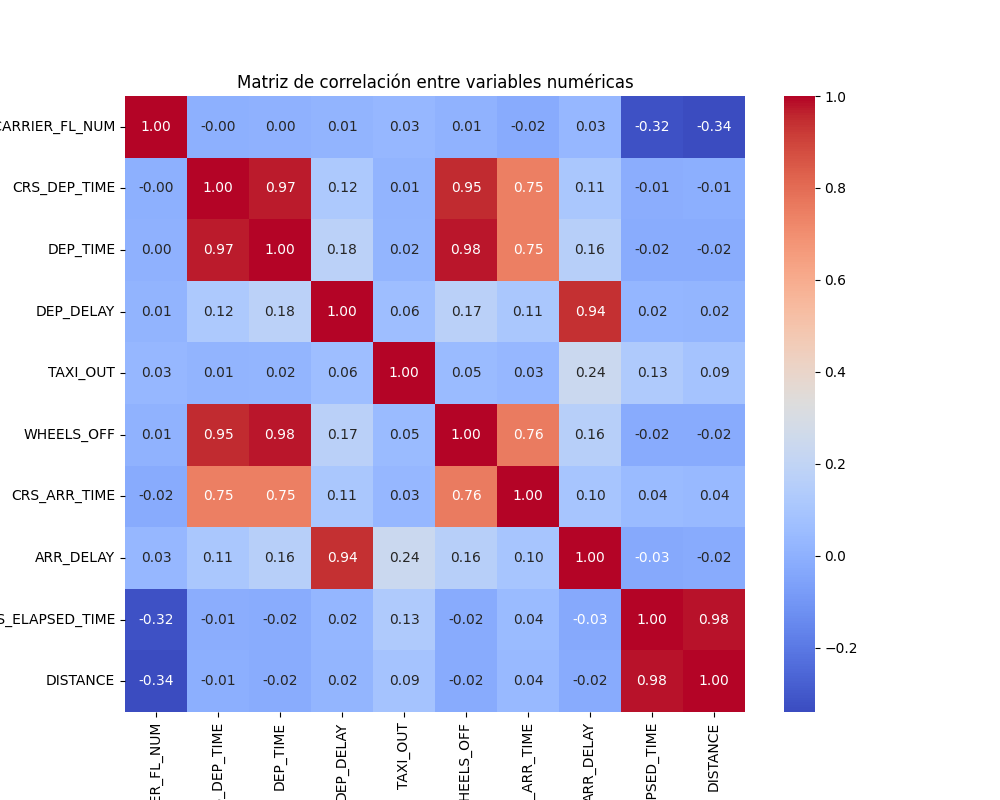 Matriz de correlación entre variables numéricas
CARRIER_FL_NUM 1.00 -0.00 0.00 0.01 0.03 0.01 -0.02 0.03 -0.32 -0.34
CRS_DEP_TIME -0.00 1.00 0.97 0.12 0.01 0.95 0.75 0.11 -0.01 -0.01
DEP_TIME 0.00 0.97 1.00 0.18 0.02 0.98 0.75 0.16 -0.02 -0.02
DEP_DELAY 0.01 0.12 0.18 1.00 0.06 0.17 0.11 0.94 0.02 0.02
TAXI_OUT 0.03 0.01 0.02 0.06 1.00 0.05 0.03 0.24 0.13 0.09
WHEELS_OFF 0.01 0.95 0.98 0.17 0.05 1.00 0.76 0.16 -0.02 -0.02
CRS_ARR_TIME -0.02 0.75 0.75 0.11 0.03 0.76 1.00 0.10 0.04 0.04
ARR_DELAY 0.03 0.11 0.16 0.94 0.24 0.16 0.10 1.00 -0.03 -0.02
S_ELAPSED_TIME -0.32 -0.01 -0.02 0.02 0.13 -0.02 0.04 -0.03 1.00 0.98
DISTANCE -0.34 -0.01 -0.02 0.02 0.09 -0.02 0.04 -0.02 0.98 1.00
ER_FL_NUM
_DEP_TIME
DEP_TIME
DEP_DELAY
TAXI_OUT
HEELS_OFF
_ARR_TIME
ARR_DELAY
PSED_TIME
DISTANCE
1.0
0.8
0.6
0.4
0.2
0.0
−0.2